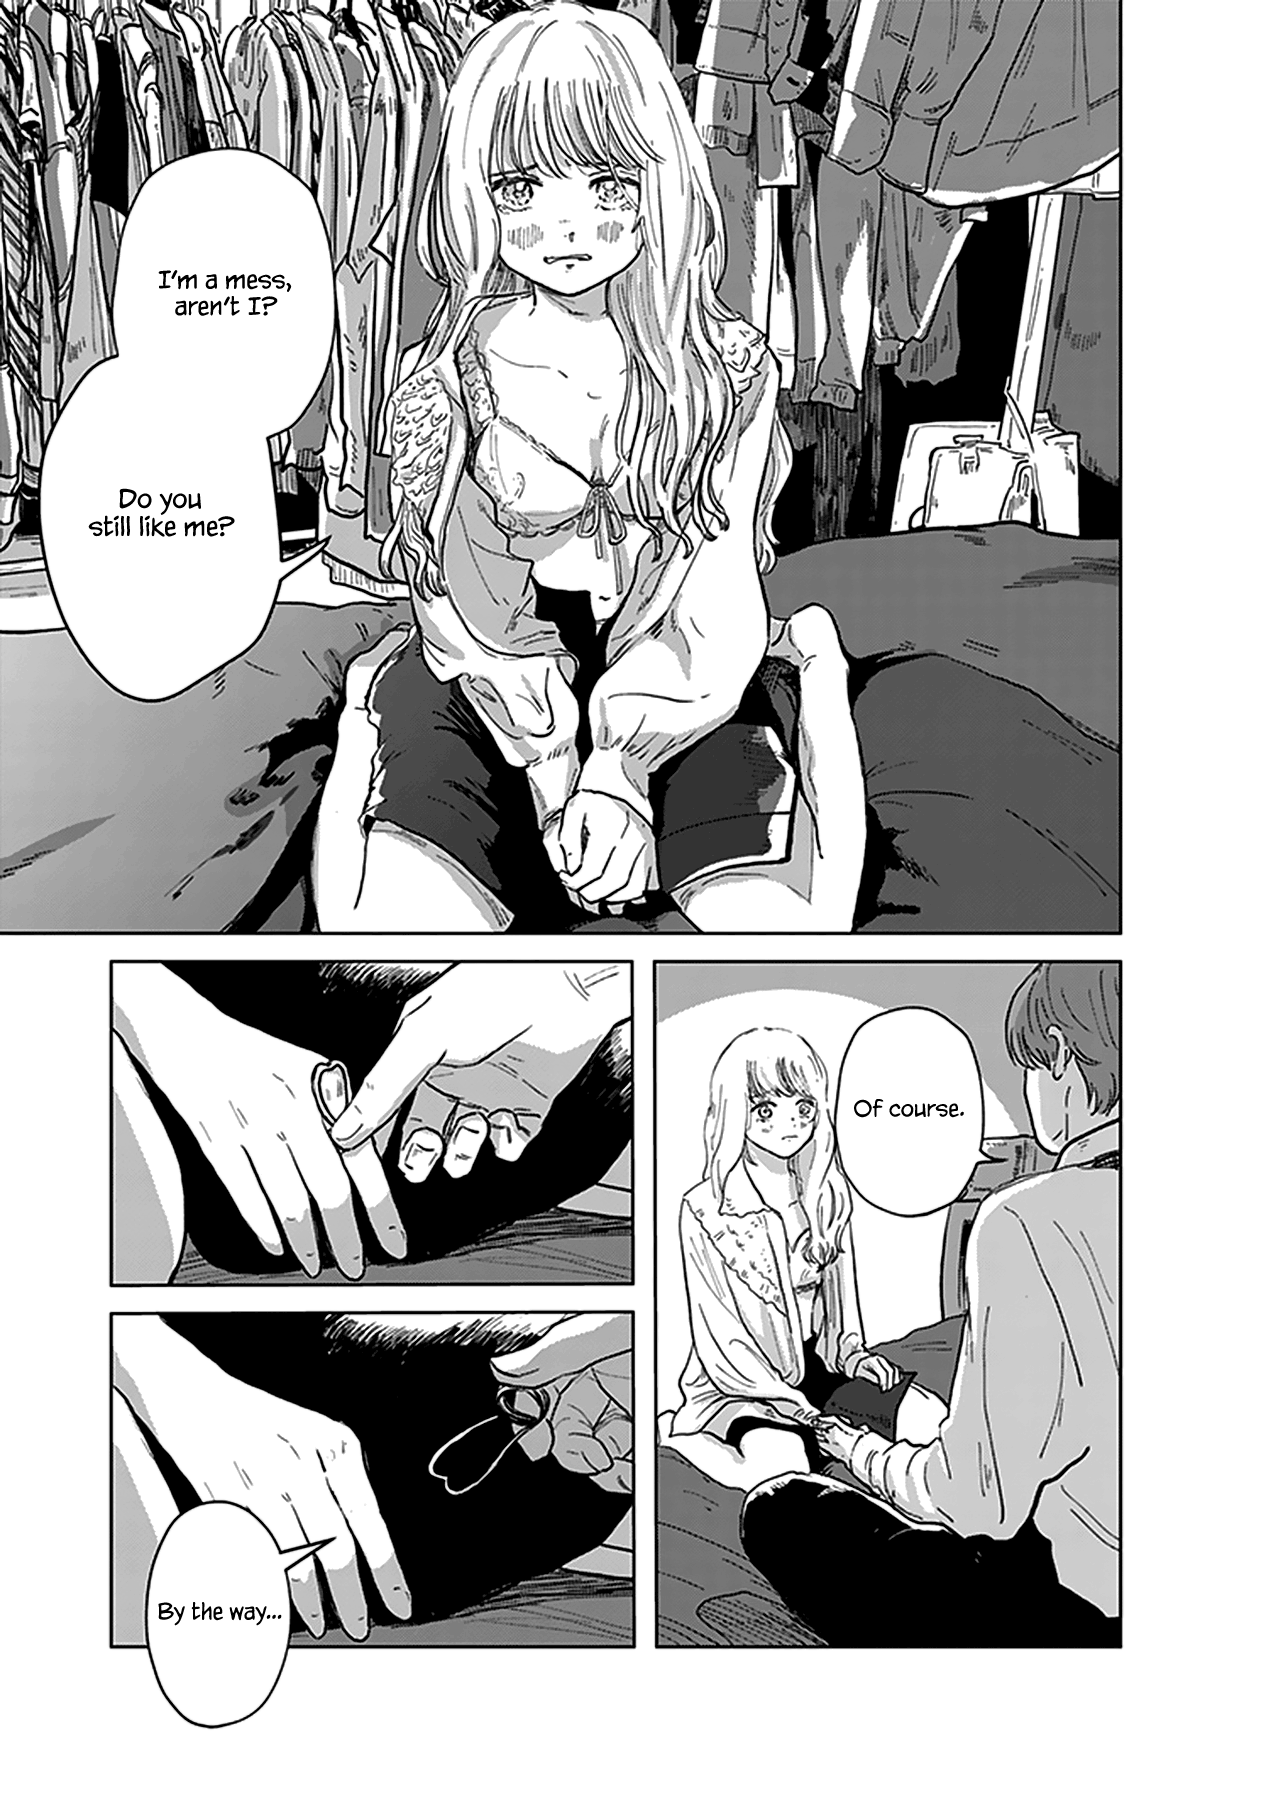 I'm a mess,
aren't I?
Do you
still like me?
Of course.
By the way...